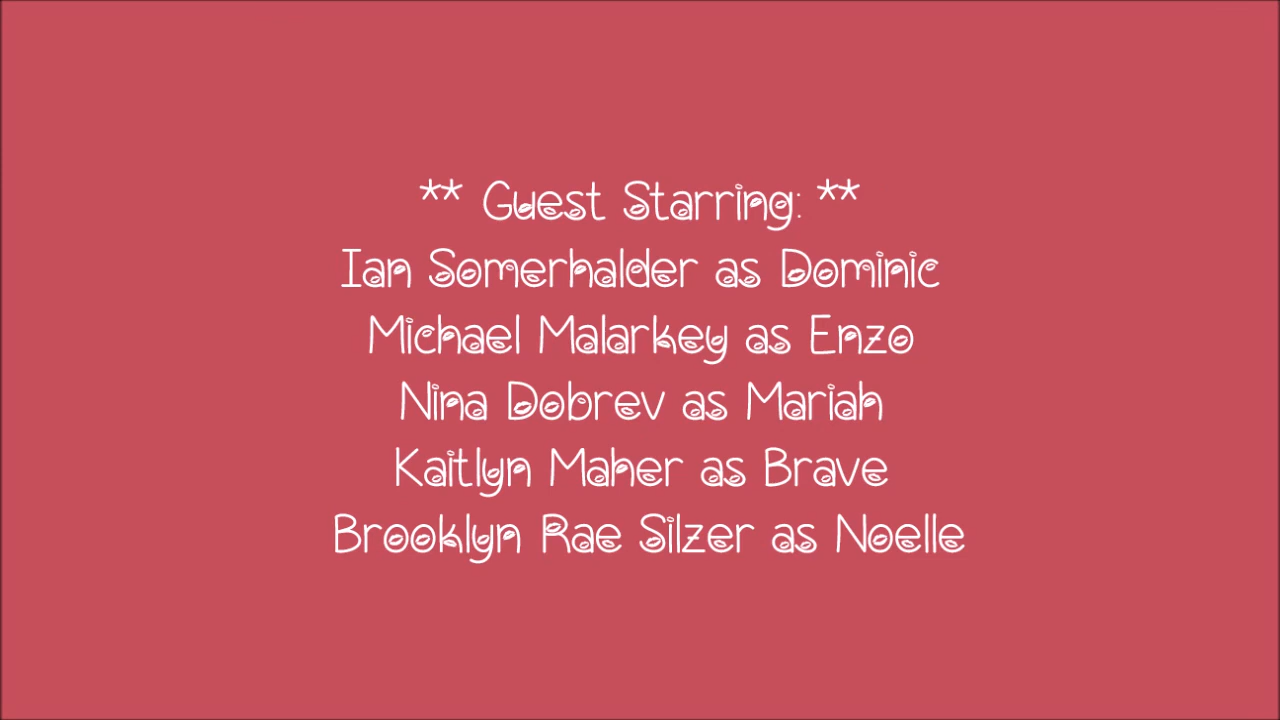 ** Guest Starring: **
Ian Somerhalder as Dominic
Michael Malarkey as Enzo
Nina Dobrev as Mariah
Kaitlyn Maher as Brave
Brooklyn Rae Silzer as Noelle